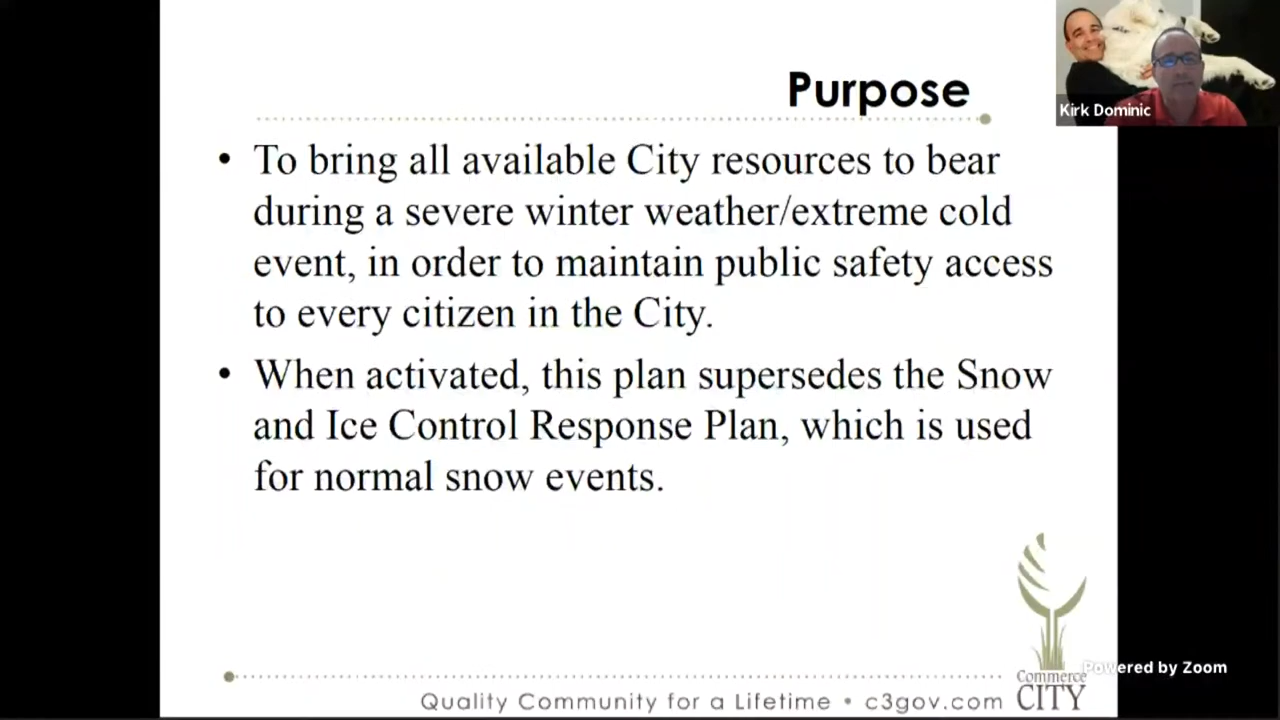 Purpose
Kirk Dominic
• To bring all available City resources to bear
during a severe winter weather/extreme cold
event, in order to maintain public safety access
to every citizen in the City.
• When activated, this plan supersedes the Snow
and Ice Control Response Plan, which is used
for normal snow events.
Powered by Zoom
Commerce
CITY
Quality Community for a Lifetime • c3gov.com